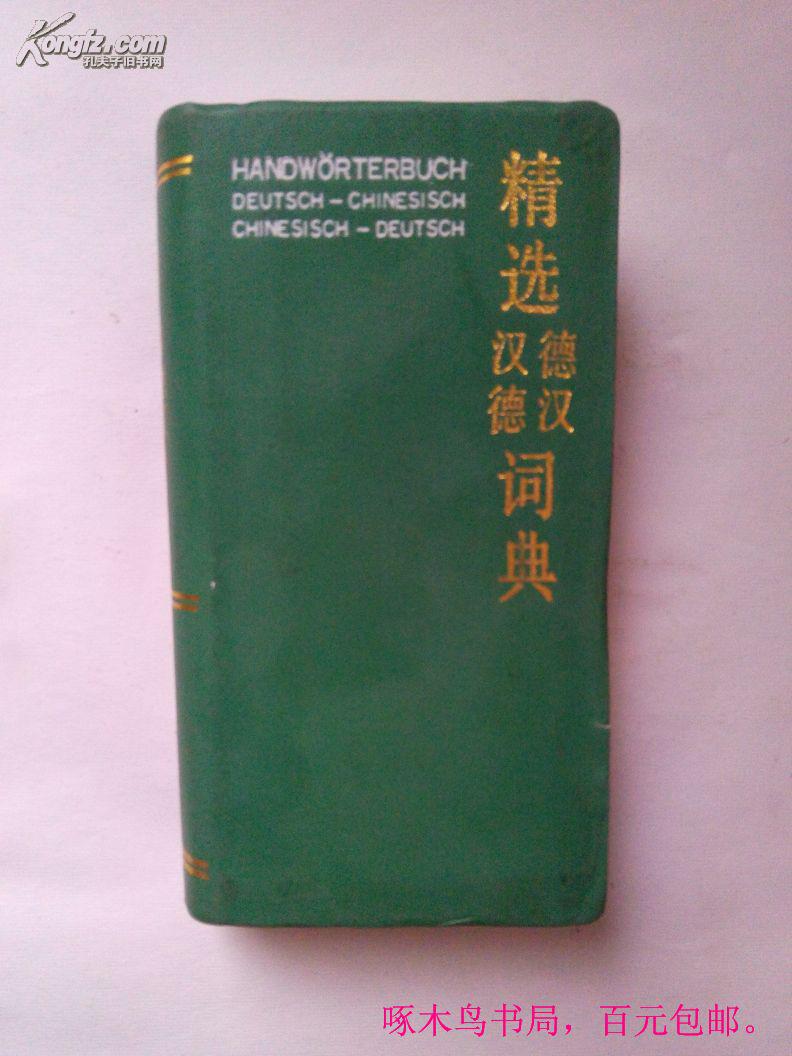 Kongfz.com
孔夫子旧书网
HANDWÖRTERBUCH
DEUTSCH – CHINESISCH
CHINESISCH – DEUTSCH
精选
德汉
汉德
词典
啄木鸟书局，百元包邮。